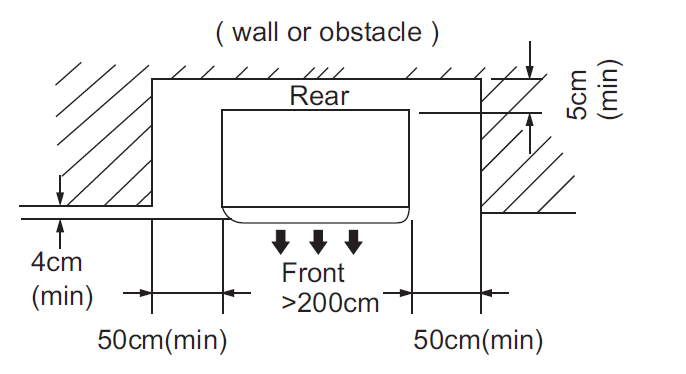 ( wall or obstacle )
Rear
5cm
(min)
4cm
(min)
Front
>200cm
50cm(min)
50cm(min)